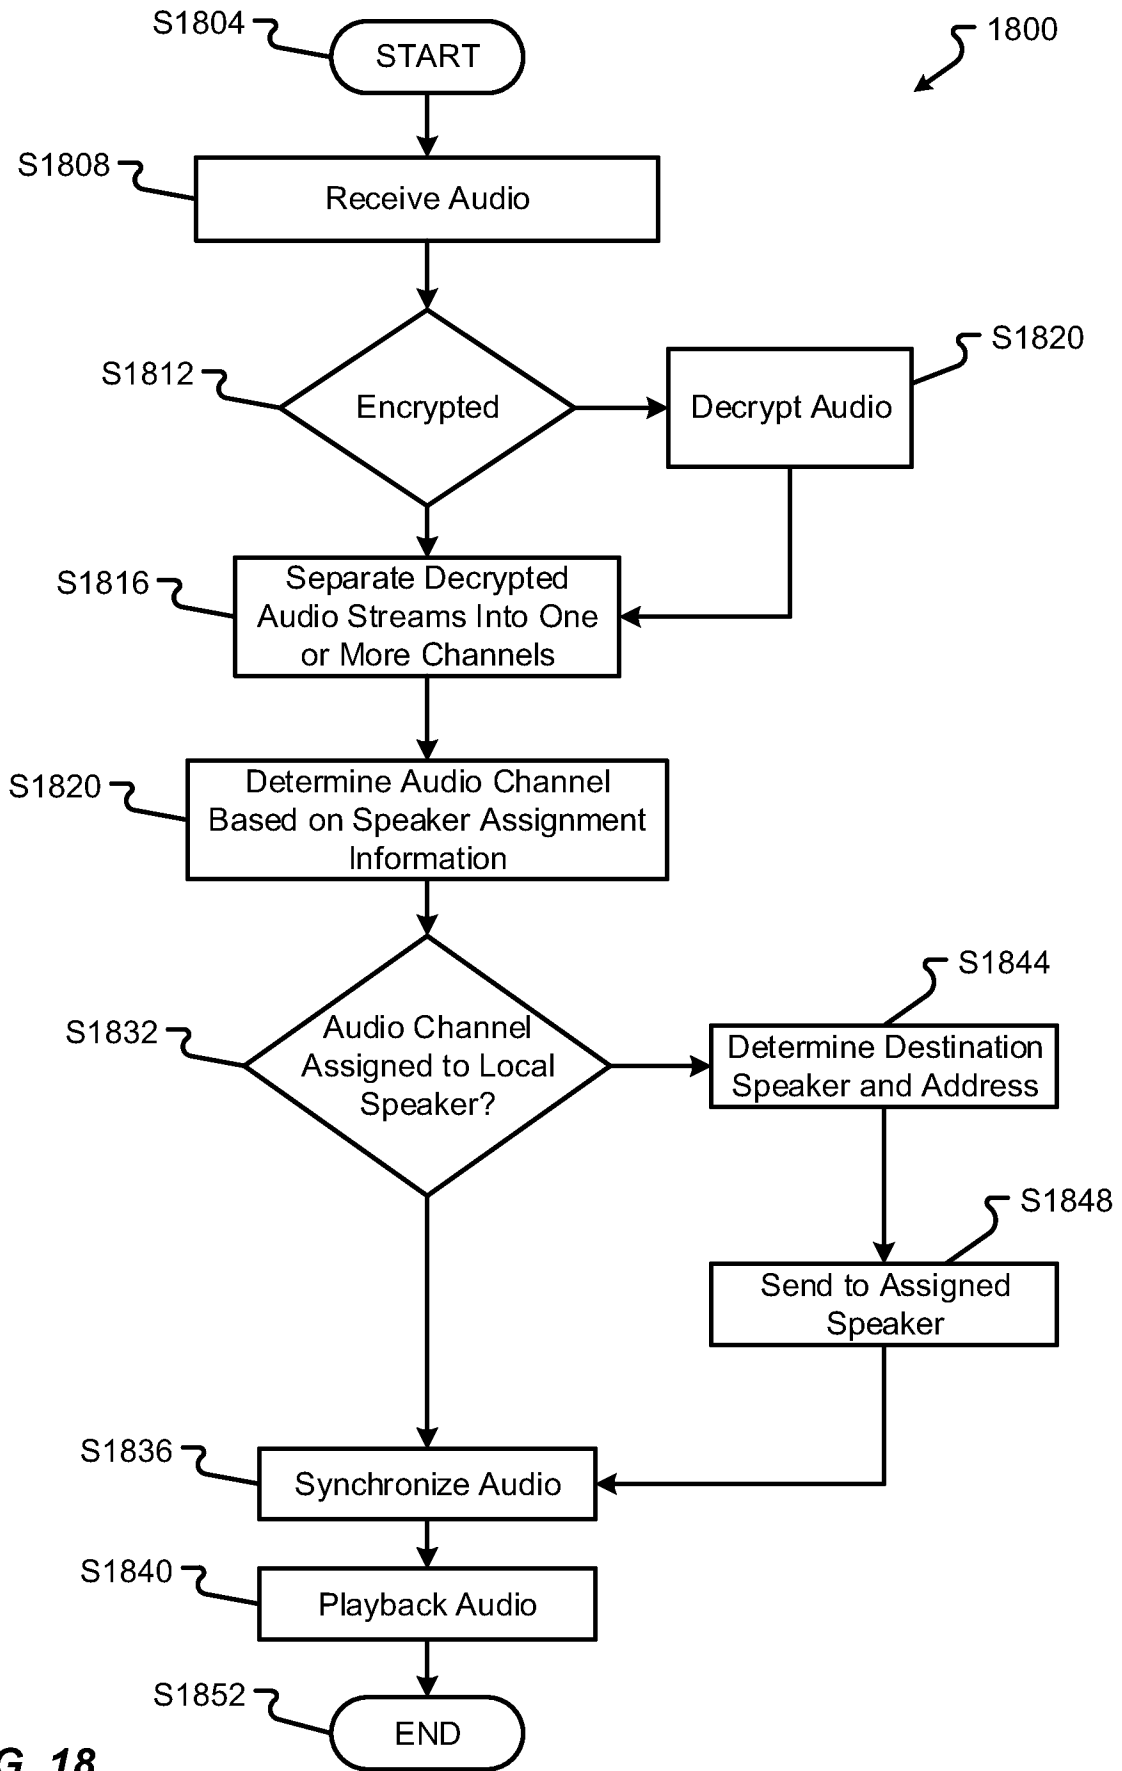 S1804
START
1800
S1808
Receive Audio
S1812
Encrypted
S1820
Decrypt Audio
S1816
Separate Decrypted
Audio Streams Into One
or More Channels
S1820
Determine Audio Channel
Based on Speaker Assignment
Information
S1832
Audio Channel
Assigned to Local
Speaker?
S1844
Determine Destination
Speaker and Address
S1848
Send to Assigned
Speaker
S1836
Synchronize Audio
S1840
Playback Audio
S1852
END
G. 18